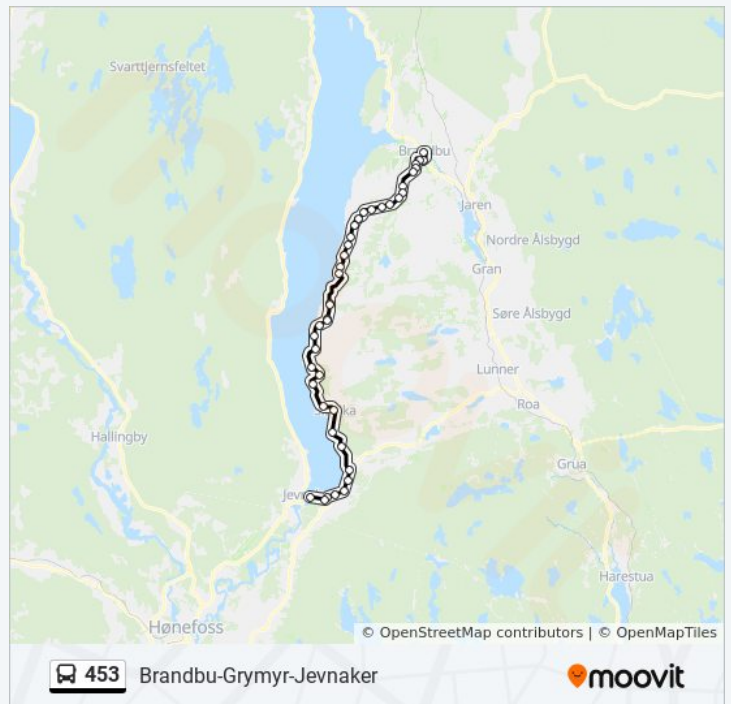 Svarttjernsfeltet
Jaren
Nordre Ålsbygd
Gran
Søre Ålsbygd
Lunner
Roa
Hallingby
Grua
Harestua
Hønefoss
© OpenStreetMap contributors | © OpenMapTiles
453 Brandbu-Grymyr-Jevnaker
moovit